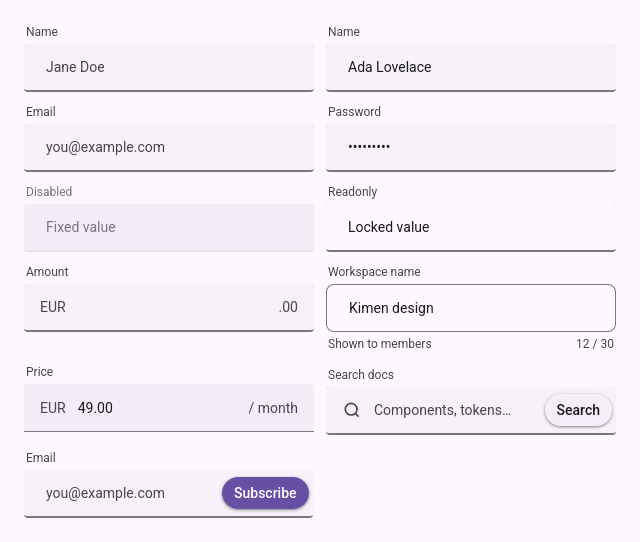 Name
Jane Doe
Email
you@example.com
Disabled
Fixed value
Amount
EUR .00
Price
EUR 49.00 / month
Email
you@example.com Subscribe
Name
Ada Lovelace
Password
•••••••••
Readonly
Locked value
Workspace name
Kimen design
Shown to members 12 / 30
Search docs
Components, tokens… Search